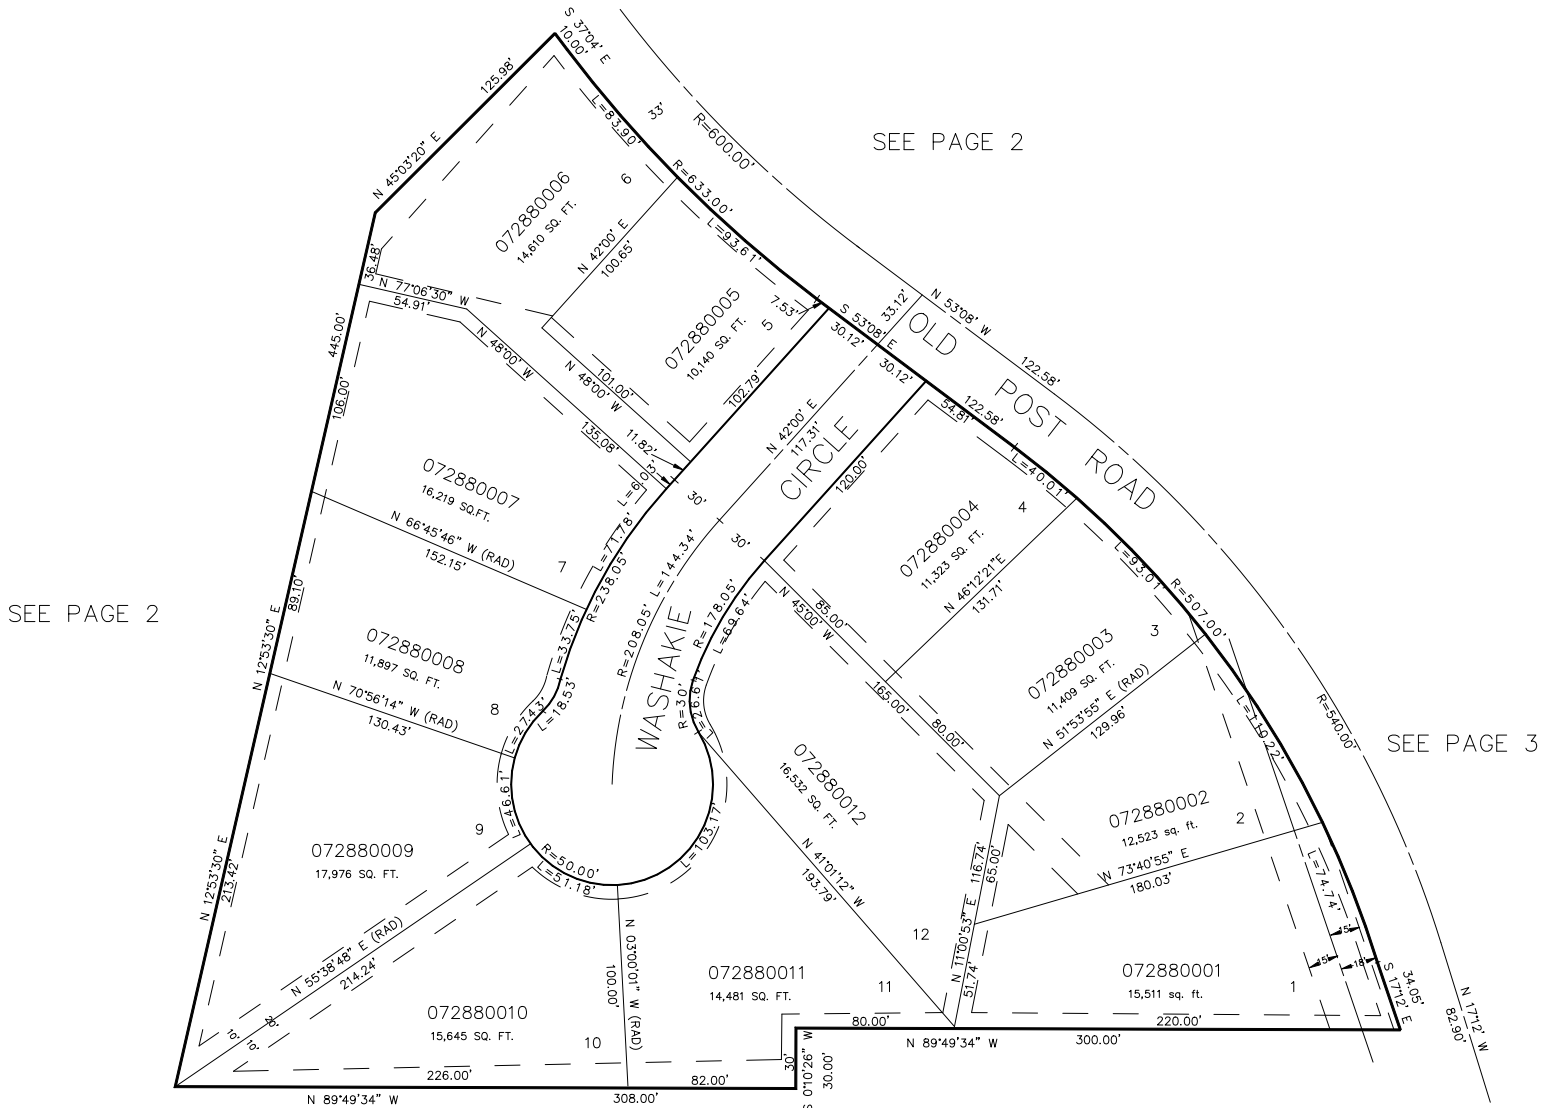 S 37°04' E
10.00'
125.98'
N 45°03'20" E
L=83.90'
33'
R=600.00'
SEE PAGE 2
R=633.00'
L=93.61'
072880006
14,610 SQ. FT.
6
N 42°00' E
100.65'
36.48'
N 77°06'30" W
54.91'
072880005
10,140 SQ. FT.
5
7.53'
S 53°08' E
30.12'
30.12'
33.12'
N 53°08' W
122.58'
OLD POST ROAD
122.58'
54.81'
445.00'
106.00'
N 48°00' W
101.00'
N 48°00' W
135.08'
11.82'
102.79'
L=6.03'
N 42°00' E
117.31'
CIRCLE
120.00'
L=40.01'
072880007
16,219 SQ.FT.
7
N 66°45'46" W (RAD)
152.15'
L=71.78'
R=238.05'
30'
30'
L=144.34'
R=208.05'
WASHAKIE
R=178.05'
L=69.64'
N 45°00' W
85.00'
072880004
11,323 SQ. FT.
4
N 46°12'21"E
131.71'
L=93.01'
R=507.00'
SEE PAGE 2
N 12°53'30" E
89.10'
072880008
11,897 SQ. FT.
8
L=33.75'
L=18.53'
L=27.43'
N 70°56'14" W (RAD)
130.43'
R=30'
L=26.61'
165.00'
80.00'
072880003
11,409 SQ. FT.
3
N 51°53'55" E (RAD)
129.96'
L=119.22'
R=540.00'
SEE PAGE 3
N 12°53'30" E
213.42'
072880009
17,976 SQ. FT.
9
L=46.61'
R=50.00'
L=51.18'
L=103.17'
072880012
16,532 SQ. FT.
12
N 41°01'12" W
193.79'
116.74'
65.00'
072880002
12,523 sq. ft.
2
W 73°40'55" E
180.03'
L=74.74'
N 55°38'48" E (RAD)
214.24'
10'
20'
10'
072880010
15,645 SQ. FT.
10
N 03°00'01" W (RAD)
100.00'
072880011
14,481 SQ. FT.
11
80.00'
N 11°00'53" E
51.74'
072880001
15,511 sq ft.
1
15'
15'
18'
S 17°12' E
34.05'
N 17°12' W
82.90'
220.00'
N 89°49'34" W
300.00'
226.00'
82.00'
30'
S 0°10'26" W
30.00'
N 89°49'34" W
308.00'